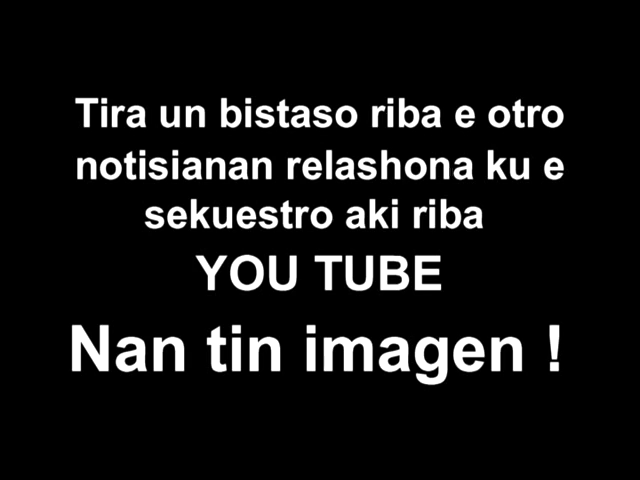 Tira un bistaso riba e otro
notisianan relashona ku e
sekuestro aki riba
YOU TUBE
Nan tin imagen !